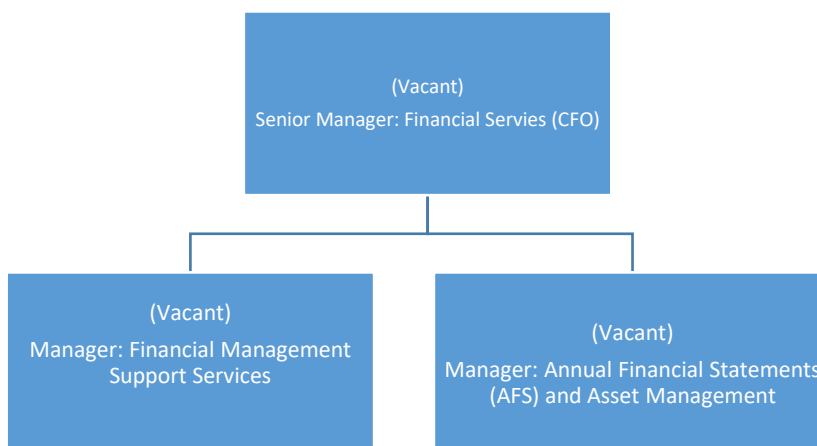 (Vacant)
Senior Manager: Financial Servies (CFO)
(Vacant)
Manager: Financial Management
Support Services
(Vacant)
Manager: Annual Financial Statements
(AFS) and Asset Management